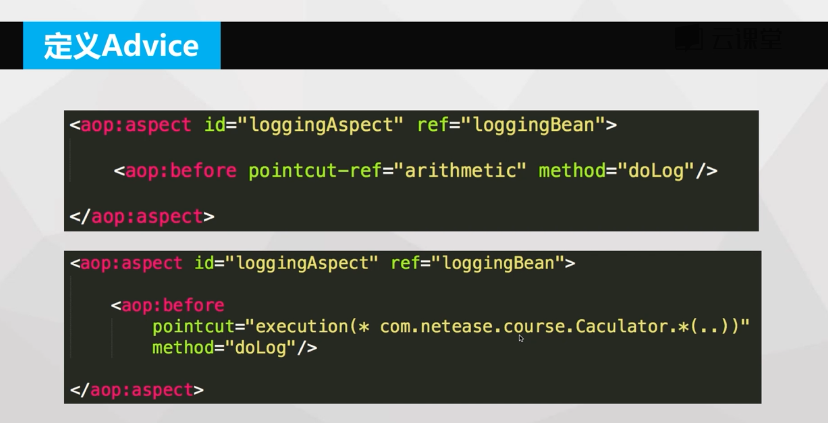 定义Advice
云课堂
<aop:aspect id="loggingAspect" ref="loggingBean">
<aop:before pointcut-ref="arithmetic" method="doLog"/>
</aop:aspect>
<aop:aspect id="loggingAspect" ref="loggingBean">
<aop:before
pointcut="execution(* com.netease.course.Caculator.*(..))"
method="doLog"/>
</aop:aspect>